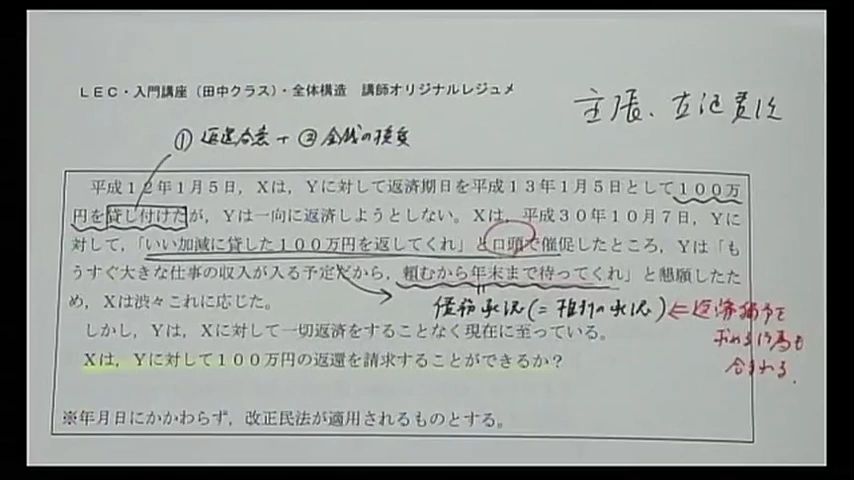 LEC・入門講座（田中クラス）・全体構造　講師オリジナルレジュメ
主張、立証責任
① 返還合意 + ② 金銭の授受
平成１２年１月５日，Ｘは，Ｙに対して返済期日を平成１３年１月５日として１００万
円を貸し付けたが，Ｙは一向に返済しようとしない。Ｘは，平成３０年１０月７日，Ｙに
対して，「いい加減に貸した１００万円を返してくれ」と口頭で催促したところ，Ｙは「も
うすぐ大きな仕事の収入が入る予定だから，頼むから年末まで待ってくれ」と懇願したた
め，Ｘは渋々これに応じた。
債務承認（＝権利の承認）⇐返済猶予を
求める行為も
含まれる．
しかし，Ｙは，Ｘに対して一切返済をすることなく現在に至っている。
Ｘは，Ｙに対して１００万円の返還を請求することができるか？
※年月日にかかわらず，改正民法が適用されるものとする。